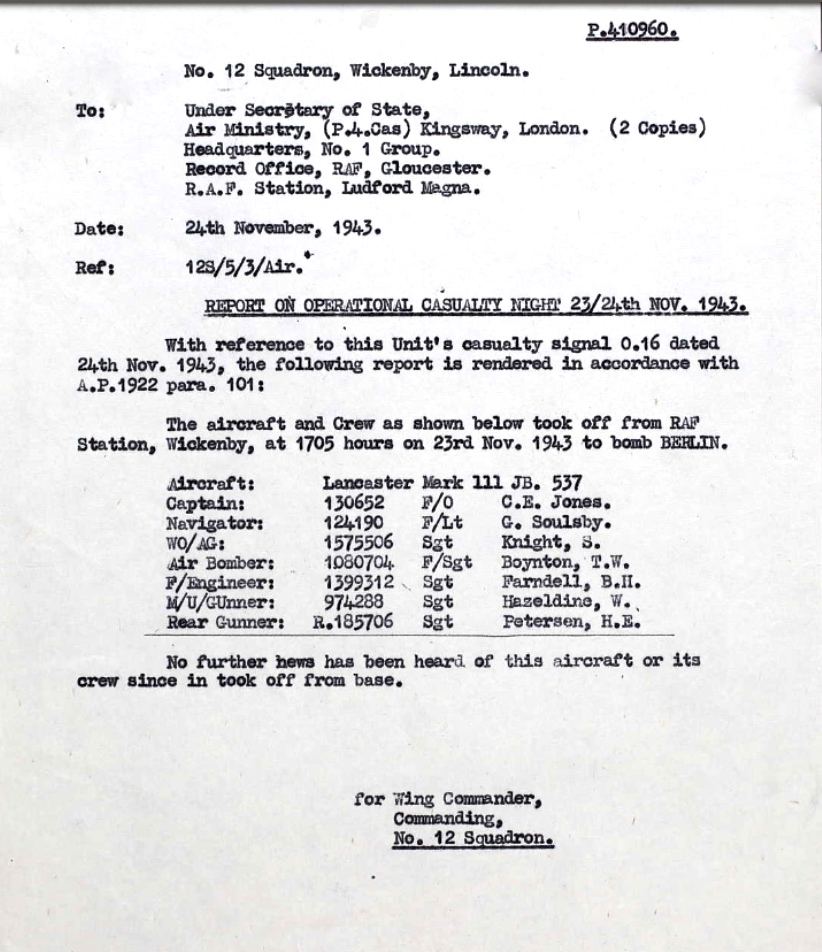 P.410960.
No. 12 Squadron, Wickenby, Lincoln.
To: Under Secretary of State,
Air Ministry, (P.4.Cas) Kingsway, London. (2 Copies)
Headquarters, No. 1 Group.
Record Office, RAF, Gloucester.
R.A.F. Station, Ludford Magna.
Date: 24th November, 1943.
Ref: 12S/5/3/Air.
REPORT ON OPERATIONAL CASUALTY NIGHT 23/24th NOV. 1943.
With reference to this Unit's casualty signal 0.16 dated
24th Nov. 1943, the following report is rendered in accordance with
A.P.1922 para. 101:
The aircraft and Crew as shown below took off from RAF
Station, Wickenby, at 1705 hours on 23rd Nov. 1943 to bomb BERLIN.
Aircraft: Lancaster Mark 111 JB. 537
Captain: 130652 F/O C.E. Jones.
Navigator: 124190 F/Lt G. Soulsby.
WO/AG: 1575506 Sgt Knight, S.
Air Bomber: 1080704 F/Sgt Boynton, T.W.
F/Engineer: 1399312 Sgt Farndell, B.H.
M/U/GUnner: 974288 Sgt Hazeldine, W.
Rear Gunner: R.185706 Sgt Petersen, H.E.
No further news has been heard of this aircraft or its
crew since in took off from base.
for Wing Commander,
Commanding,
No. 12 Squadron.